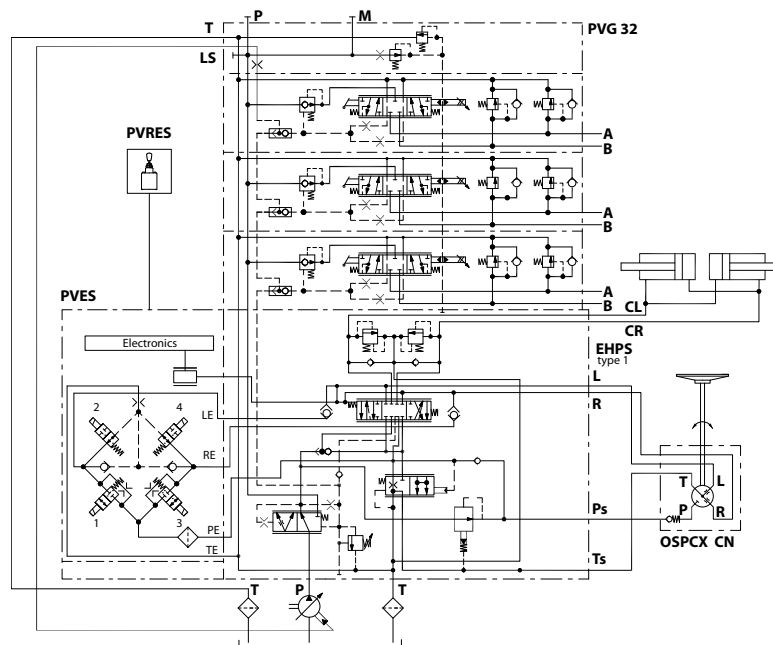 T P M
PVG 32
LS
A
B
PVRES
A
B
A
B
CL
CR
PVES
EHPS
type 1
Electronics
L
R
2 4
LE
RE
T L
P R
1 3
PE
TE
Ps
OSPCX CN
Ts
T P T